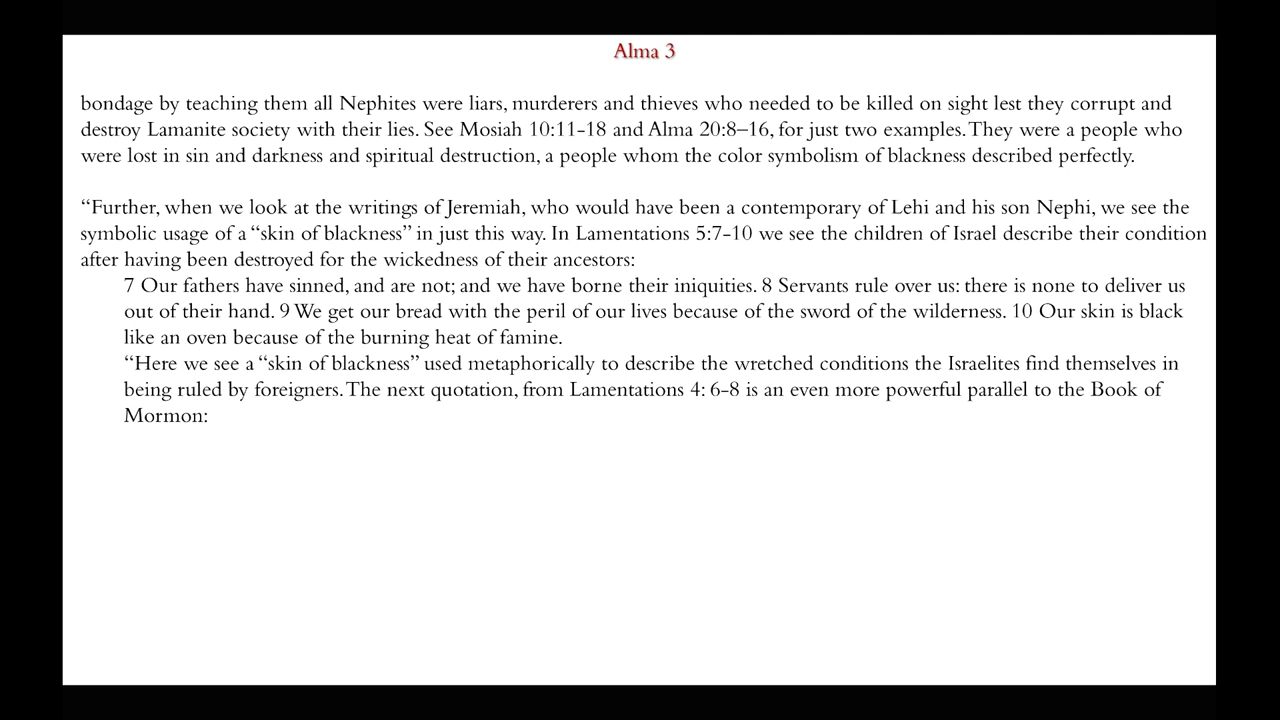 Alma 3
bondage by teaching them all Nephites were liars, murderers and thieves who needed to be killed on sight lest they corrupt and
destroy Lamanite society with their lies. See Mosiah 10:11-18 and Alma 20:8–16, for just two examples. They were a people who
were lost in sin and darkness and spiritual destruction, a people whom the color symbolism of blackness described perfectly.
“Further, when we look at the writings of Jeremiah, who would have been a contemporary of Lehi and his son Nephi, we see the
symbolic usage of a “skin of blackness” in just this way. In Lamentations 5:7-10 we see the children of Israel describe their condition
after having been destroyed for the wickedness of their ancestors:
7 Our fathers have sinned, and are not; and we have borne their iniquities. 8 Servants rule over us: there is none to deliver us
out of their hand. 9 We get our bread with the peril of our lives because of the sword of the wilderness. 10 Our skin is black
like an oven because of the burning heat of famine.
“Here we see a “skin of blackness” used metaphorically to describe the wretched conditions the Israelites find themselves in
being ruled by foreigners. The next quotation, from Lamentations 4: 6-8 is an even more powerful parallel to the Book of
Mormon: